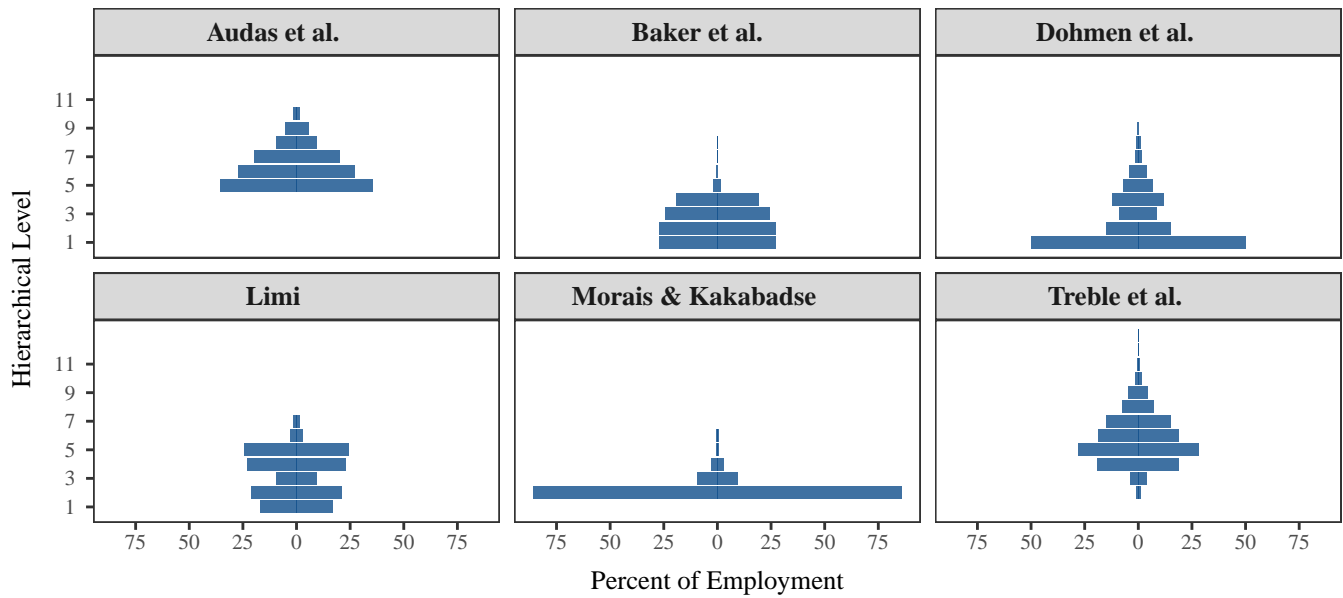 Audas et al.
Baker et al.
Dohmen et al.
11
9
7
5
3
1
Hierarchical Level
Limi
Morais & Kakabadse
Treble et al.
11
9
7
5
3
1
75 50 25 0 25 50 75
75 50 25 0 25 50 75
75 50 25 0 25 50 75
Percent of Employment